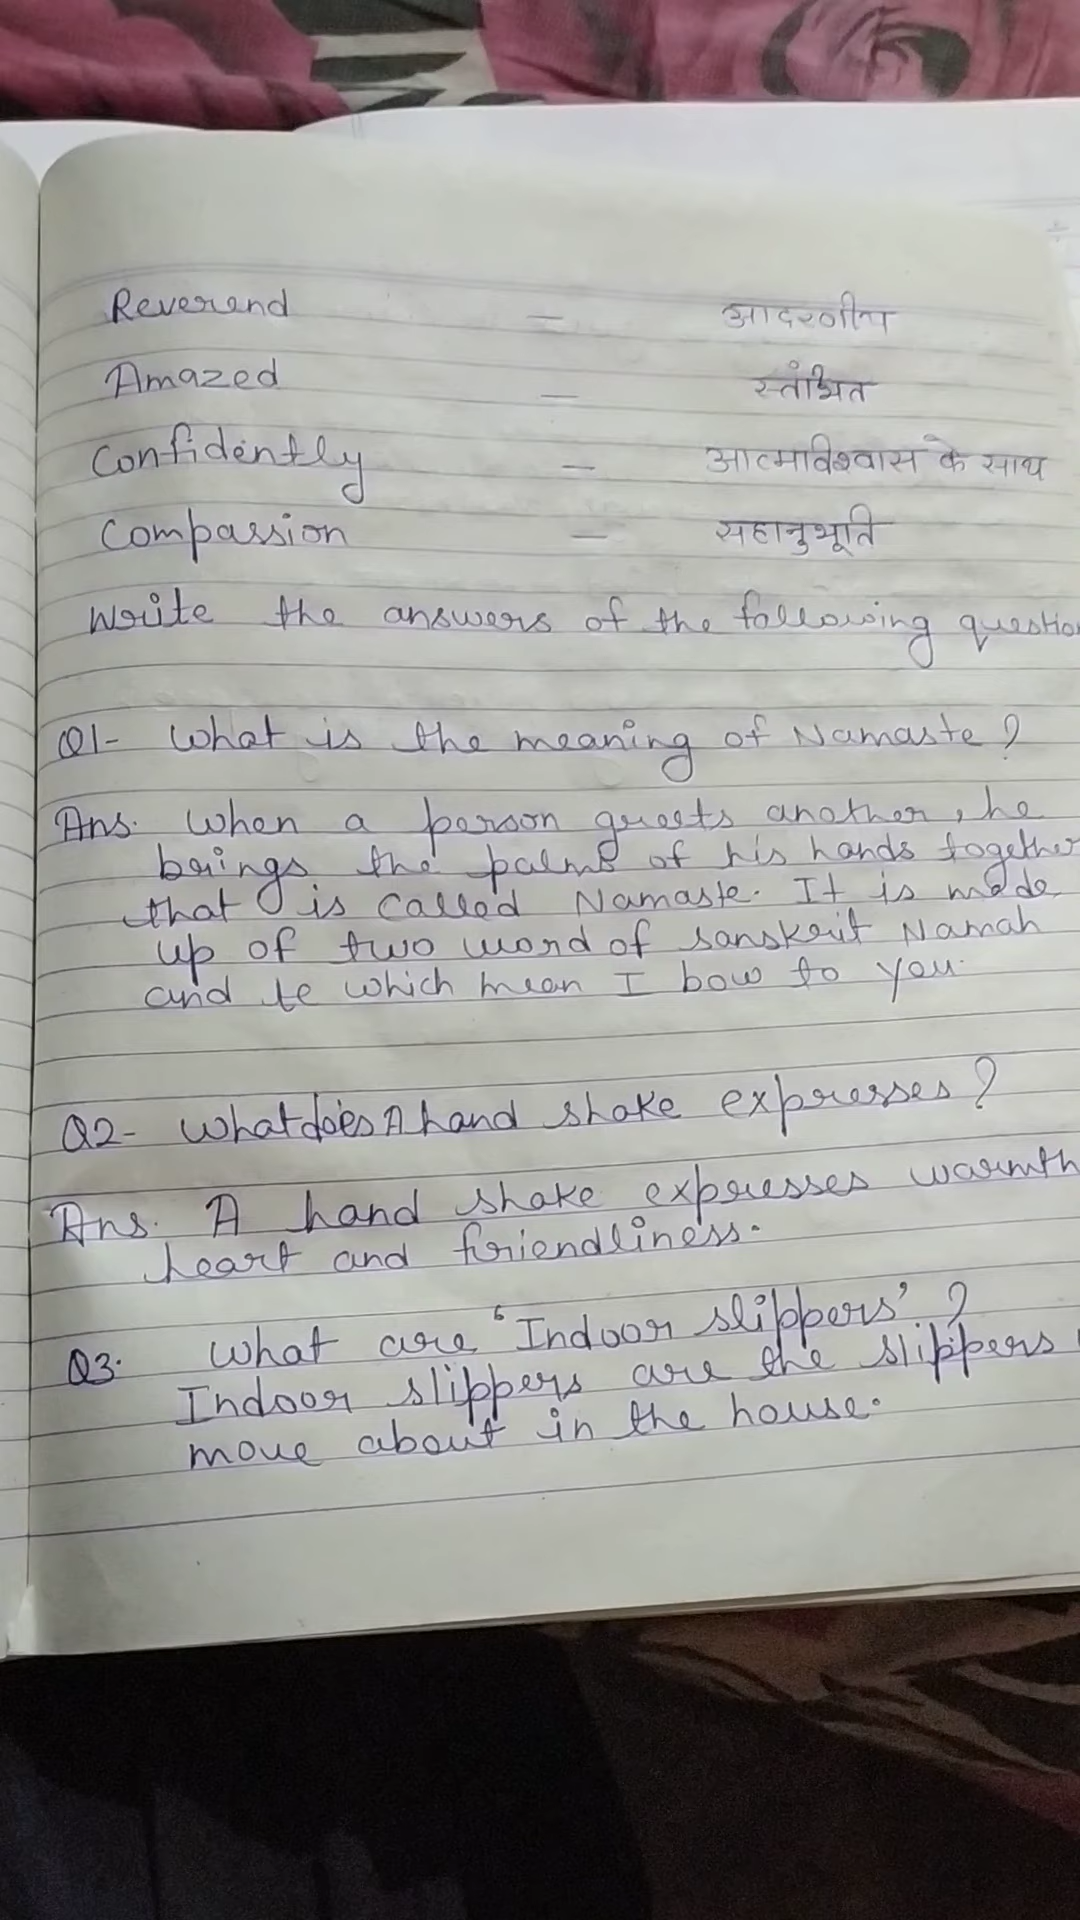 Reverend - आदरणीय
Amazed - स्तंभित
Confidently - आत्मविश्वास के साथ
Compassion - सहानुभूति
Write the answers of the following question
Q1- What is the meaning of Namaste?
Ans. When a person greets another, he
brings the palms of his hands together
that is called Namaste. It is made
up of two word of sanskrit Namah
and te which mean I bow to you.
Q2- What does A hand shake expresses?
Ans. A hand shake expresses warmth
heart and friendliness.
Q3. What are 'Indoor slippers'?
Indoor slippers are the slippers
move about in the house.